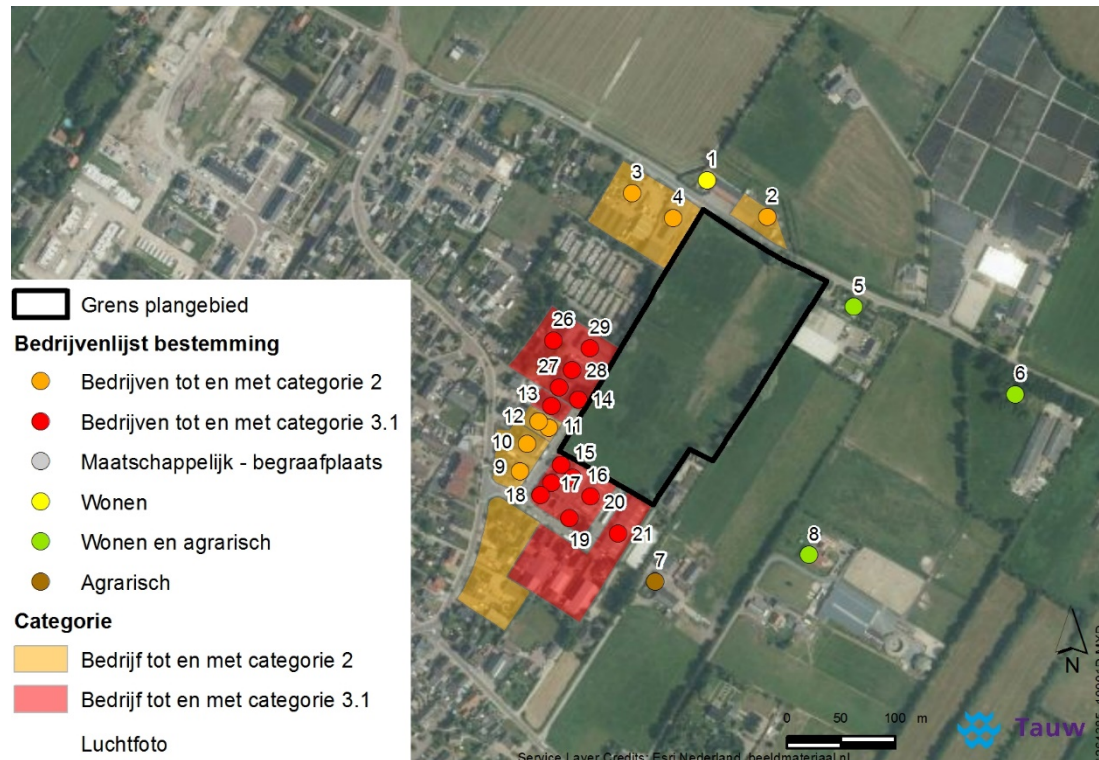 1
3
2
4
5
26
29
27
28
6
13
14
12
11
10
15
16
9
17
18
20
19
21
8
7
Grens plangebied
Bedrijvenlijst bestemming
Bedrijven tot en met categorie 2
Bedrijven tot en met categorie 3.1
Maatschappelijk - begraafplaats
Wonen
Wonen en agrarisch
Agrarisch
Categorie
Bedrijf tot en met categorie 2
Bedrijf tot en met categorie 3.1
Luchtfoto
N
0 50 100 m
Tauw
Service Layer Credits: Esri Nederland, beeldmateriaal.nl